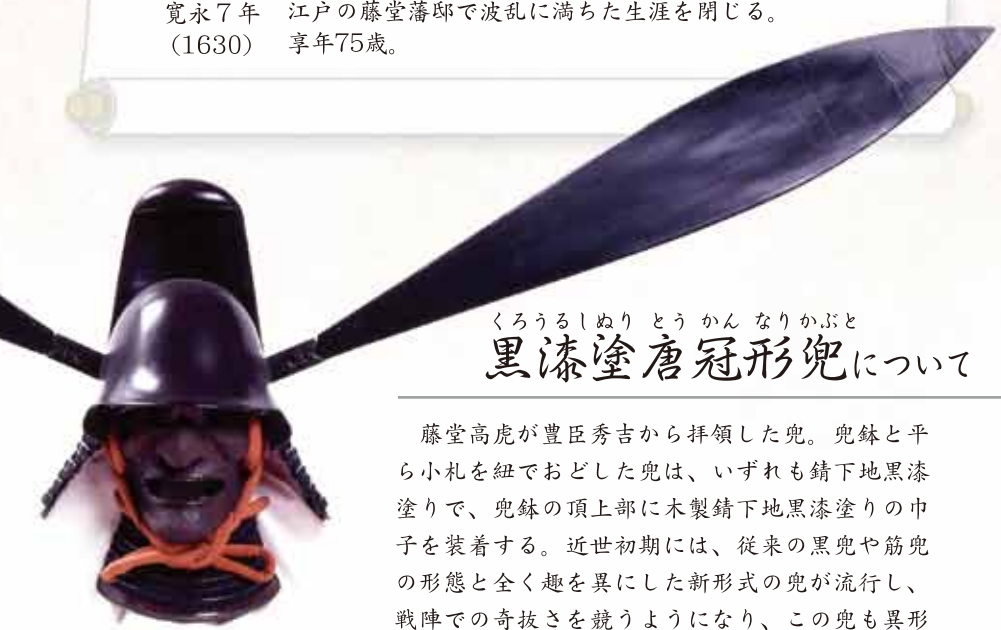 寛永7年 江戸の藤堂藩邸で波乱に満ちた生涯を閉じる。
(1630) 享年75歳。
くろうるしぬり とう かん なりかぶと
黒漆塗唐冠形兜について
藤堂高虎が豊臣秀吉から拝領した兜。兜鉢と平
ら小札を紐でおどした兜は、いずれも錆下地黒漆
塗りで、兜鉢の頂上部に木製錆下地黒漆塗りの巾
子を装着する。近世初期には、従来の黒兜や筋兜
の形態と全く趣を異にした新形式の兜が流行し、
戦陣での奇抜さを競うようになり、この兜も異形